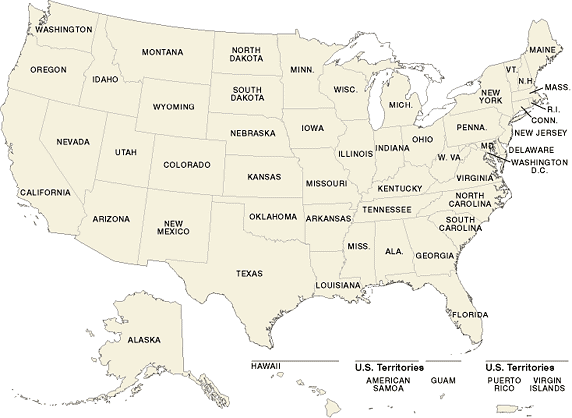 WASHINGTON
MONTANA
NORTH
DAKOTA
MINN.
MAINE
OREGON
IDAHO
SOUTH
DAKOTA
WISC.
MICH.
VT.
N.H.
NEW
YORK
MASS.
R.I.
CONN.
WYOMING
NEBRASKA
IOWA
ILLINOIS
INDIANA
OHIO
PENNA.
NEW JERSEY
MD.
DELAWARE
WASHINGTON
D.C.
NEVADA
UTAH
COLORADO
KANSAS
MISSOURI
W. VA.
VIRGINIA
KENTUCKY
CALIFORNIA
ARIZONA
NEW
MEXICO
OKLAHOMA
ARKANSAS
TENNESSEE
NORTH
CAROLINA
SOUTH
CAROLINA
TEXAS
LOUISIANA
MISS.
ALA.
GEORGIA
FLORIDA
ALASKA
HAWAII
U.S. Territories
AMERICAN
SAMOA
GUAM
U.S. Territories
PUERTO
RICO
VIRGIN
ISLANDS